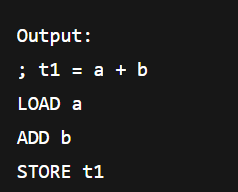 Output:
; t1 = a + b
LOAD a
ADD b
STORE t1